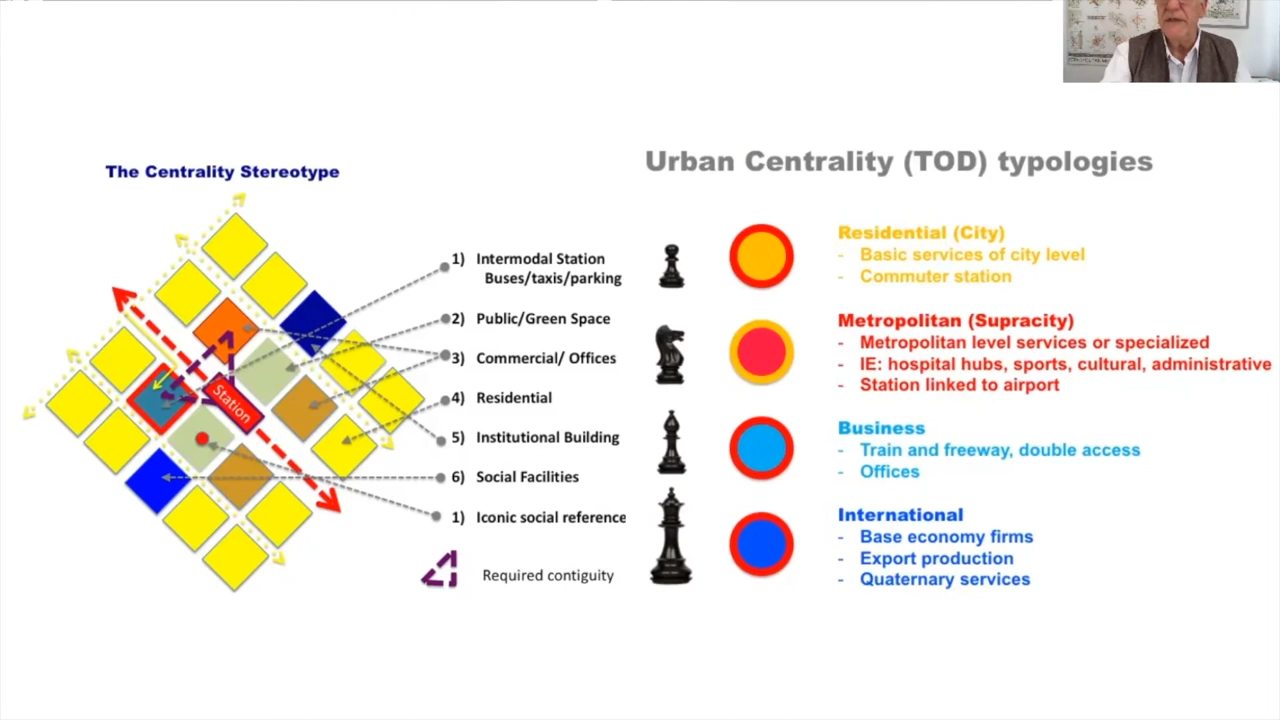 The Centrality Stereotype
Station
1) Intermodal Station
Buses/taxis/parking
2) Public/Green Space
3) Commercial/ Offices
4) Residential
5) Institutional Building
6) Social Facilities
1) Iconic social reference
Required contiguity
Urban Centrality (TOD) typologies
Residential (City)
- Basic services of city level
- Commuter station
Metropolitan (Supracity)
- Metropolitan level services or specialized
- IE: hospital hubs, sports, cultural, administrative
- Station linked to airport
Business
- Train and freeway, double access
- Offices
International
- Base economy firms
- Export production
- Quaternary services